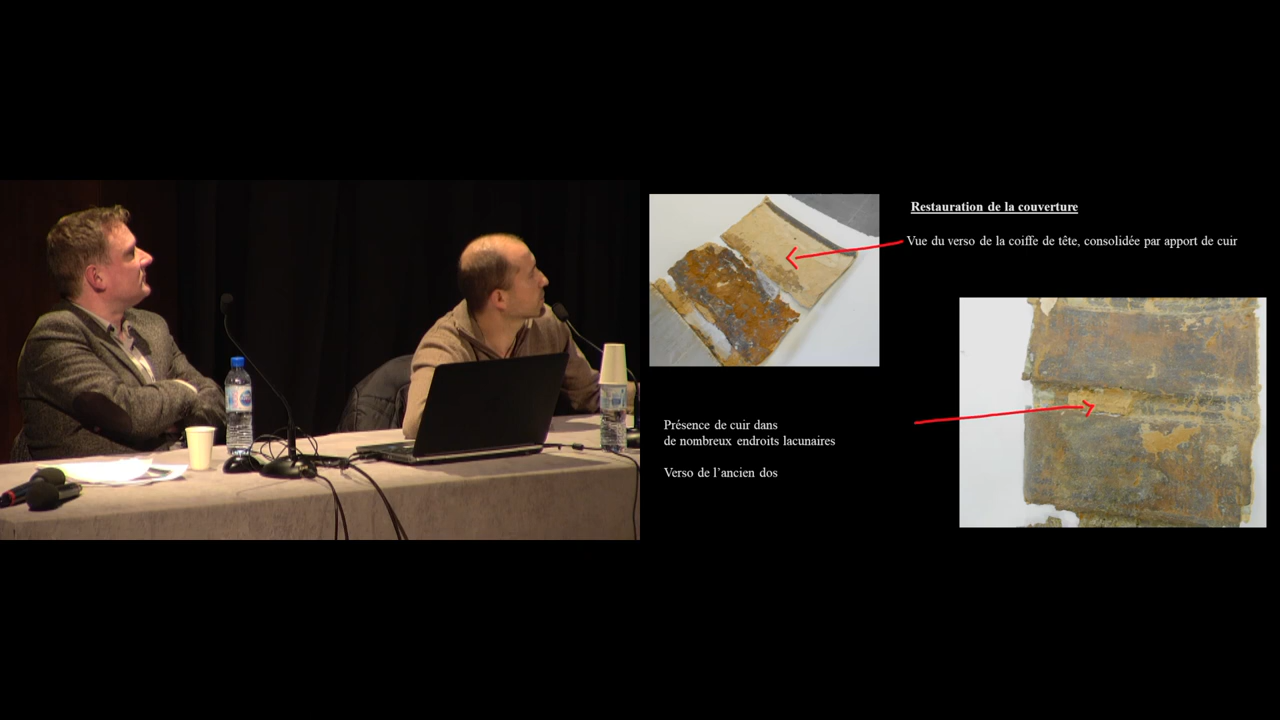 Restauration de la couverture
Vue du verso de la coiffe de tête, consolidée par apport de cuir
Présence de cuir dans
de nombreux endroits lacunaires
Verso de l'ancien dos